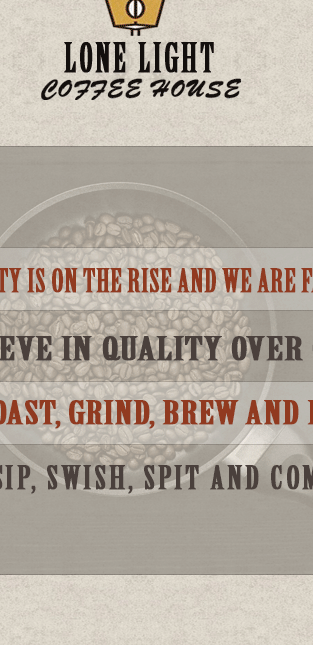 LONE LIGHT
COFFEE HOUSE
TY IS ON THE RISE AND WE ARE F
EVE IN QUALITY OVER
OAST, GRIND, BREW AND
SIP, SWISH, SPIT AND COM